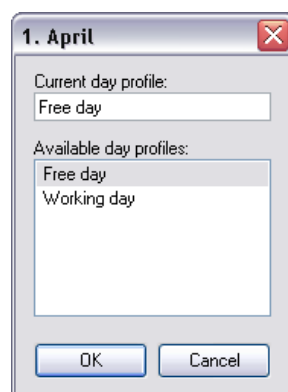 1. April
Current day profile:
Free day
Available day profiles:
Free day
Working day
OK
Cancel